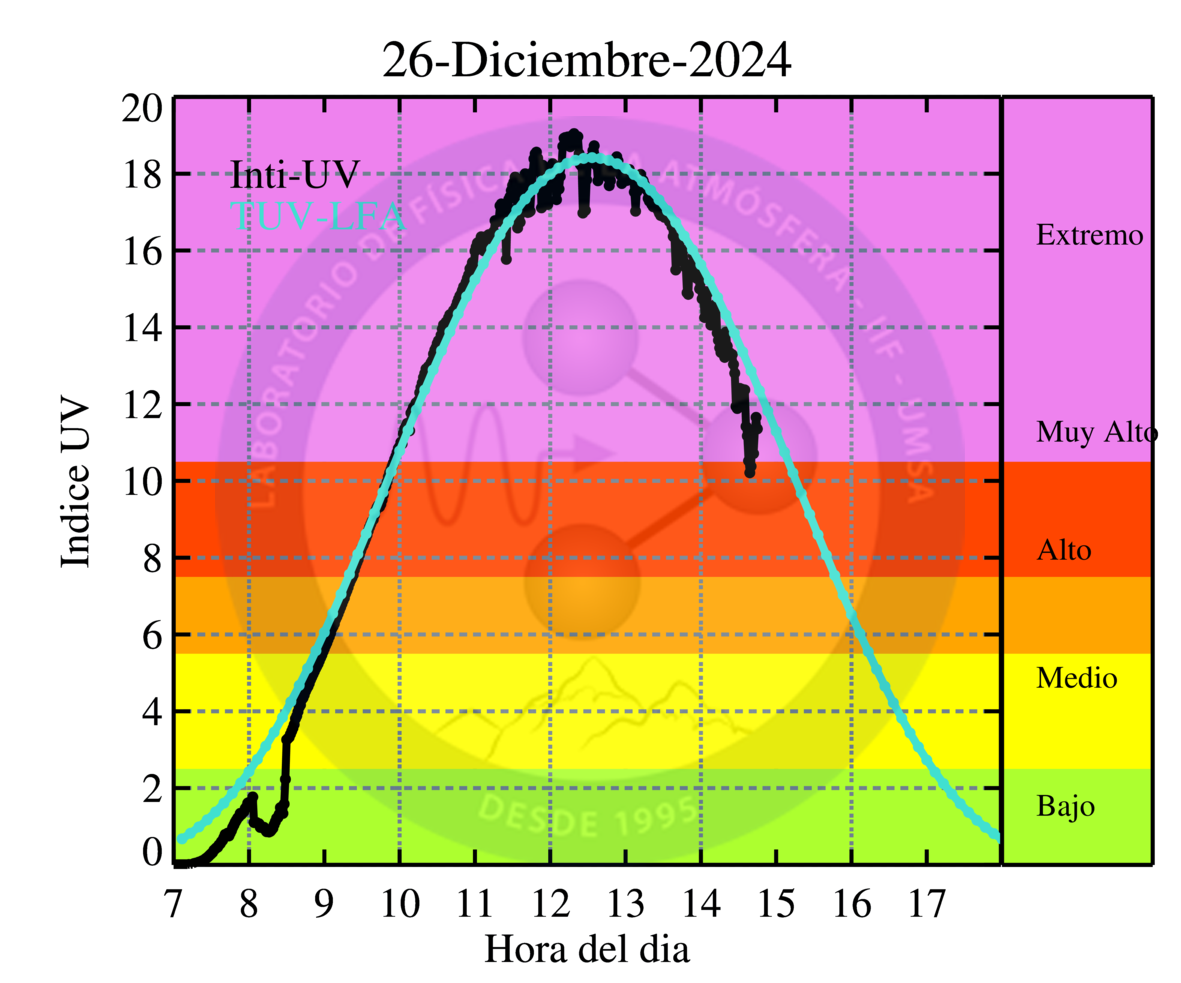 26-Diciembre-2024
20
18
16
14
12
10
8
6
4
2
0
Indice UV
Inti-UV
TUV-LFA
LABORATORIO DE FÍSICA DE LA ATMÓSFERA - IIF - UMSA
DESDE 1995
Extremo
Muy Alto
Alto
Medio
Bajo
7 8 9 10 11 12 13 14 15 16 17
Hora del dia